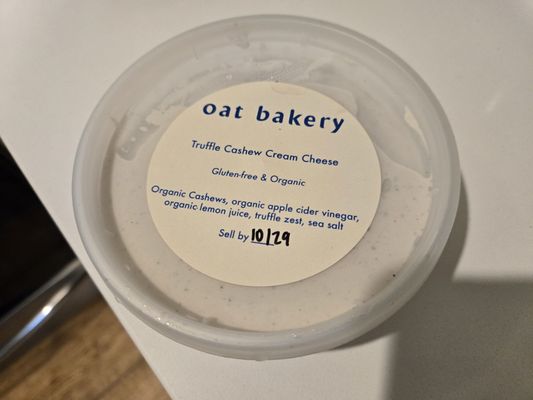 oat bakery
Truffle Cashew Cream Cheese
Gluten-free & Organic
Organic Cashews, organic apple cider vinegar,
organic lemon juice, truffle zest, sea salt
Sell by 10/29